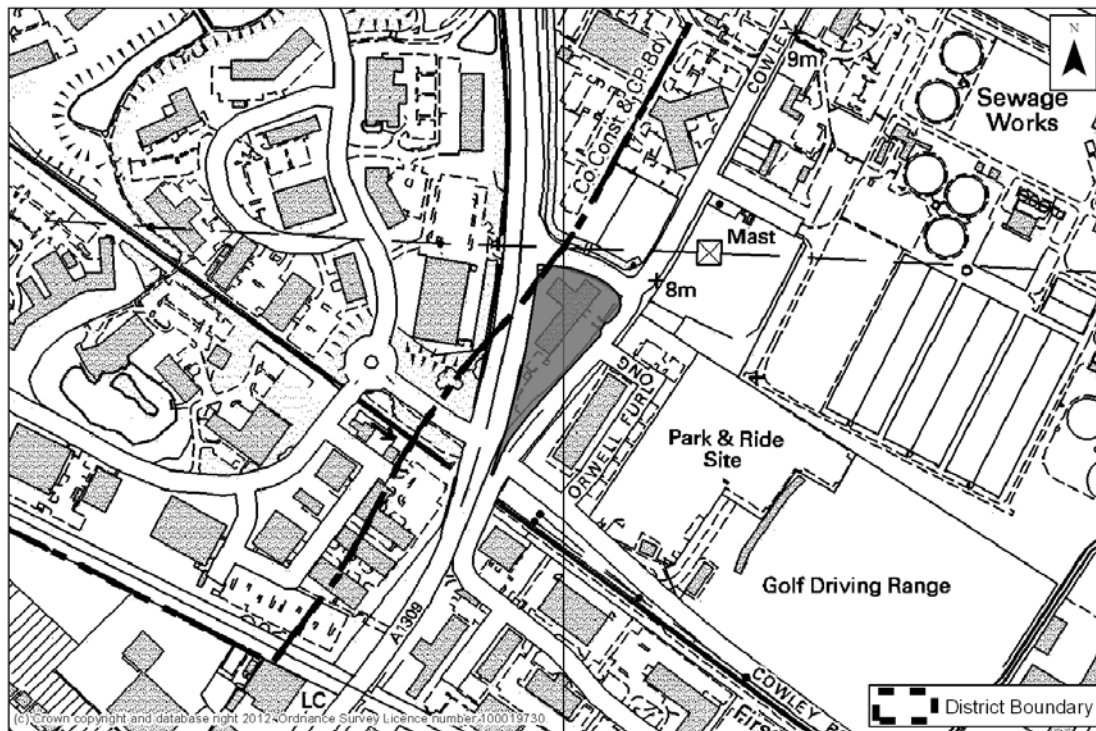 N
Co Const & CP Bdy
COWLEY
9m
Sewage
Works
Mast
8m
ORWELL FURLONG
Park & Ride
Site
Golf Driving Range
A1309
COWLEY R
LC
District Boundary
(c) Crown copyright and database right 2012. Ordnance Survey Licence number 100019730.